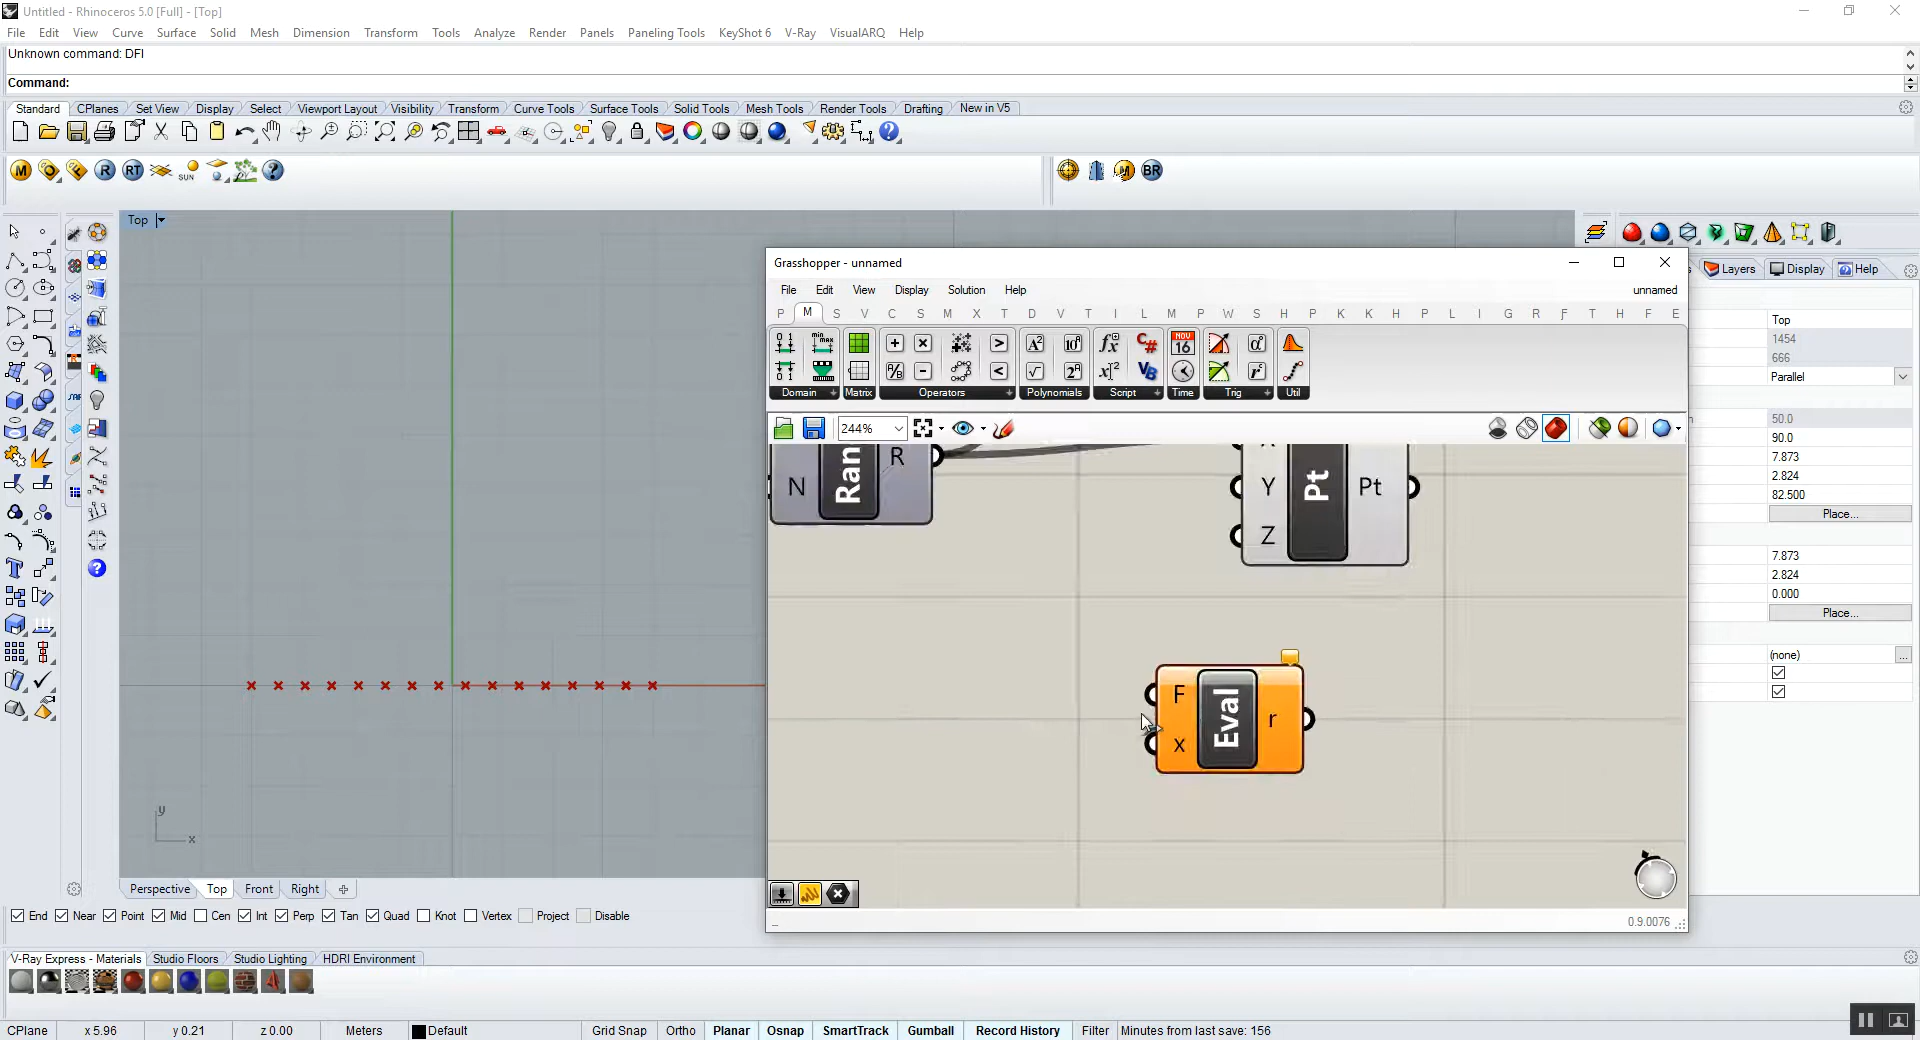 Untitled - Rhinoceros 5.0 [Full] - [Top]
File Edit View Curve Surface Solid Mesh Dimension Transform Tools Analyze Render Panels Paneling Tools KeyShot 6 V-Ray VisualARQ Help
Unknown command: DFI
Command:
Standard CPlanes Set View Display Select Viewport Layout Visibility Transform Curve Tools Surface Tools Solid Tools Mesh Tools Render Tools Drafting New in V5
M R RT SUN BR
Top
Layers Display Help
Grasshopper - unnamed
File Edit View Display Solution Help unnamed
P M S V C S M X T D V T I L M P W S H P K K H P L S R F T H F E
Domain Matrix Operators Polynomials Script Time Trig Util
244%
N Ran R
X
Y Pt Pt
Z
F Eval r
x
0.9.0076
Top
1454
666
Parallel
50.0
90.0
7.873
2.824
82.500
Place...
7.873
2.824
0.000
Place...
(none) ...
y
x
Perspective Top Front Right
End Near Point Mid Cen Int Perp Tan Quad Knot Vertex Project Disable
V-Ray Express - Materials Studio Floors Studio Lighting HDRI Environment
CPlane x 5.96 y 0.21 z 0.00 Meters Default Grid Snap Ortho Planar Osnap SmartTrack Gumball Record History Filter Minutes from last save: 156